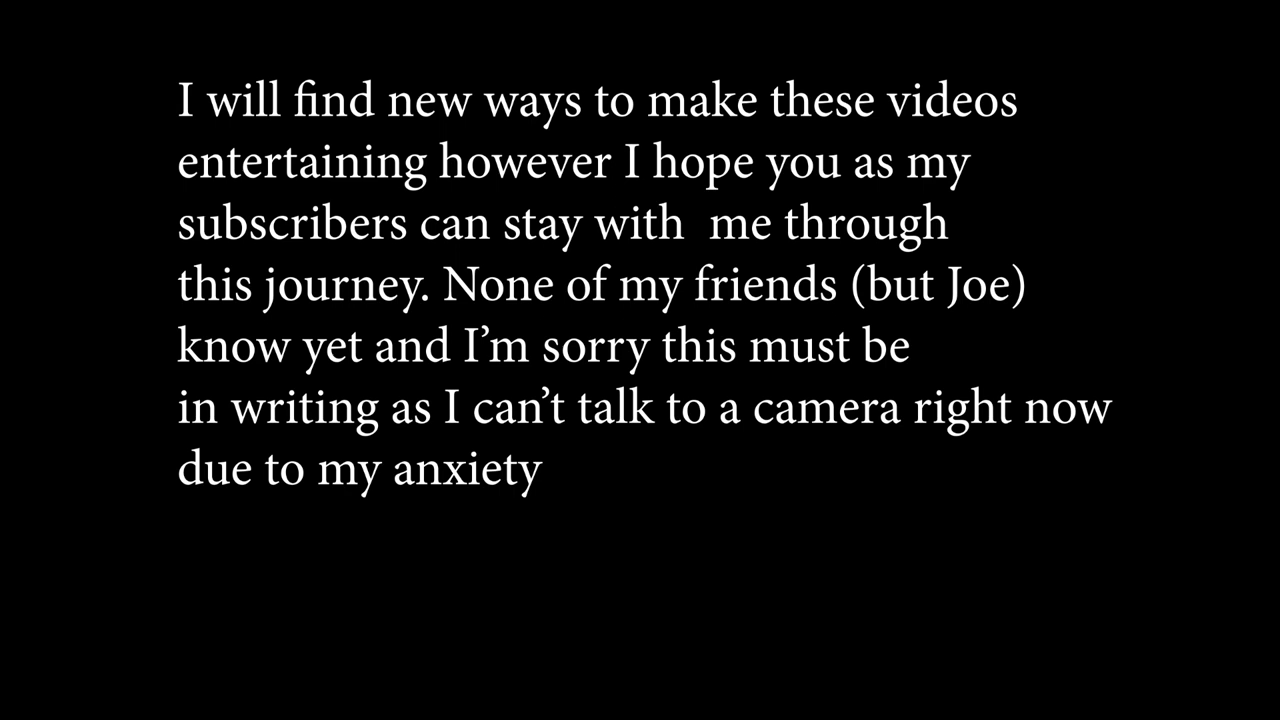 I will find new ways to make these videos
entertaining however I hope you as my
subscribers can stay with  me through
this journey. None of my friends (but Joe)
know yet and I’m sorry this must be
in writing as I can’t talk to a camera right now
due to my anxiety